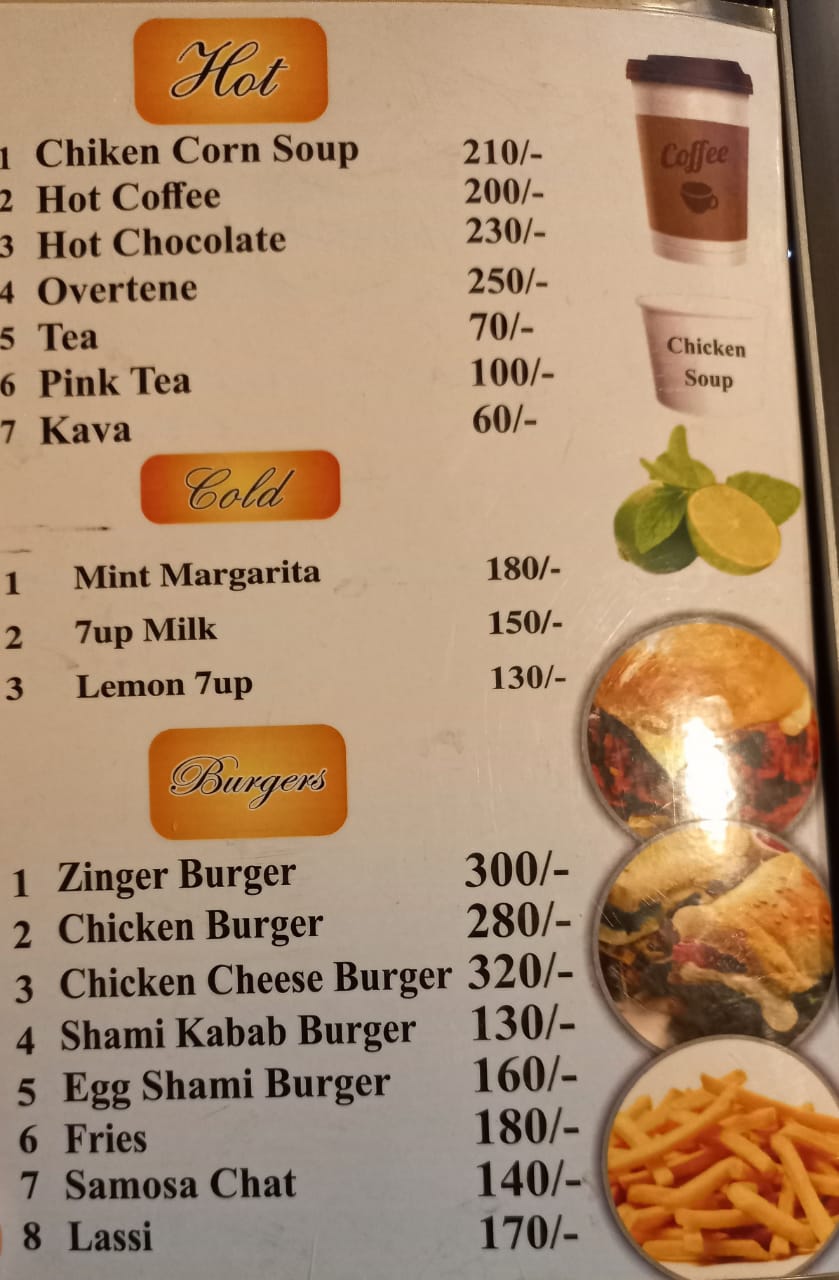 Hot
1 Chiken Corn Soup 210/-
2 Hot Coffee 200/-
3 Hot Chocolate 230/-
4 Overtene 250/-
5 Tea 70/-
6 Pink Tea 100/-
7 Kava 60/-
Coffee
Chicken
Soup
Cold
1 Mint Margarita 180/-
2 7up Milk 150/-
3 Lemon 7up 130/-
Burgers
1 Zinger Burger 300/-
2 Chicken Burger 280/-
3 Chicken Cheese Burger 320/-
4 Shami Kabab Burger 130/-
5 Egg Shami Burger 160/-
6 Fries 180/-
7 Samosa Chat 140/-
8 Lassi 170/-